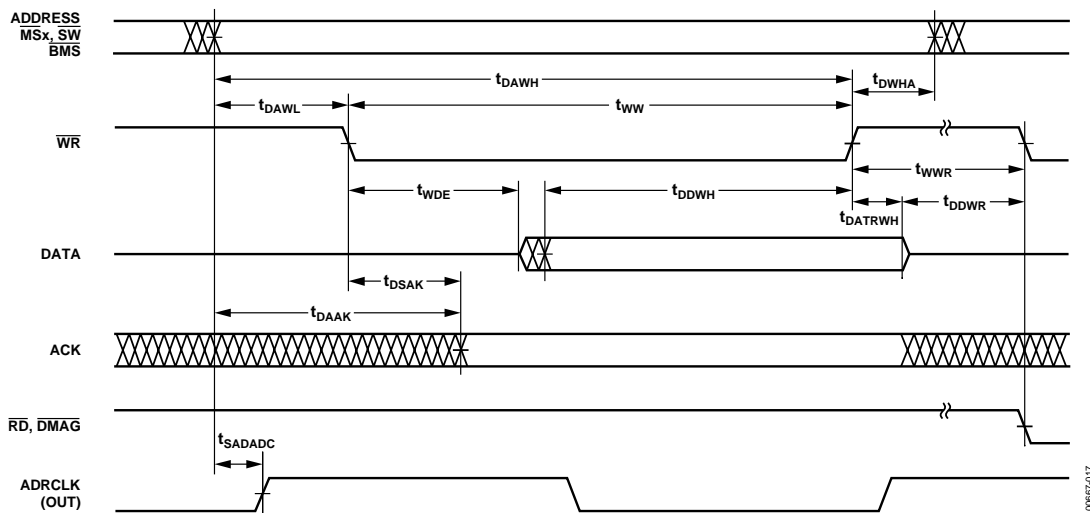 ADDRESS
MSx, SW
BMS
tDAWH
tDWHA
tDAWL
tWW
WR
tWWR
tWDE
tDDWH
tDATRWH
tDDWR
DATA
tDSAK
tDAAK
ACK
RD, DMAG
tSADADC
ADRCLK
(OUT)
00667-017